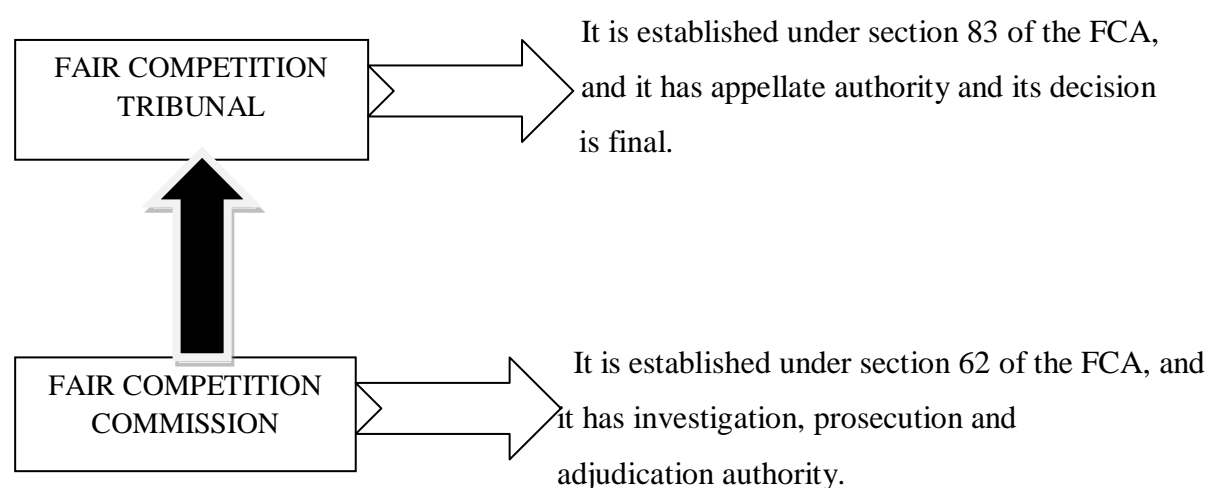 FAIR COMPETITION
TRIBUNAL
It is established under section 83 of the FCA,
and it has appellate authority and its decision
is final.
FAIR COMPETITION
COMMISSION
It is established under section 62 of the FCA, and
it has investigation, prosecution and
adjudication authority.